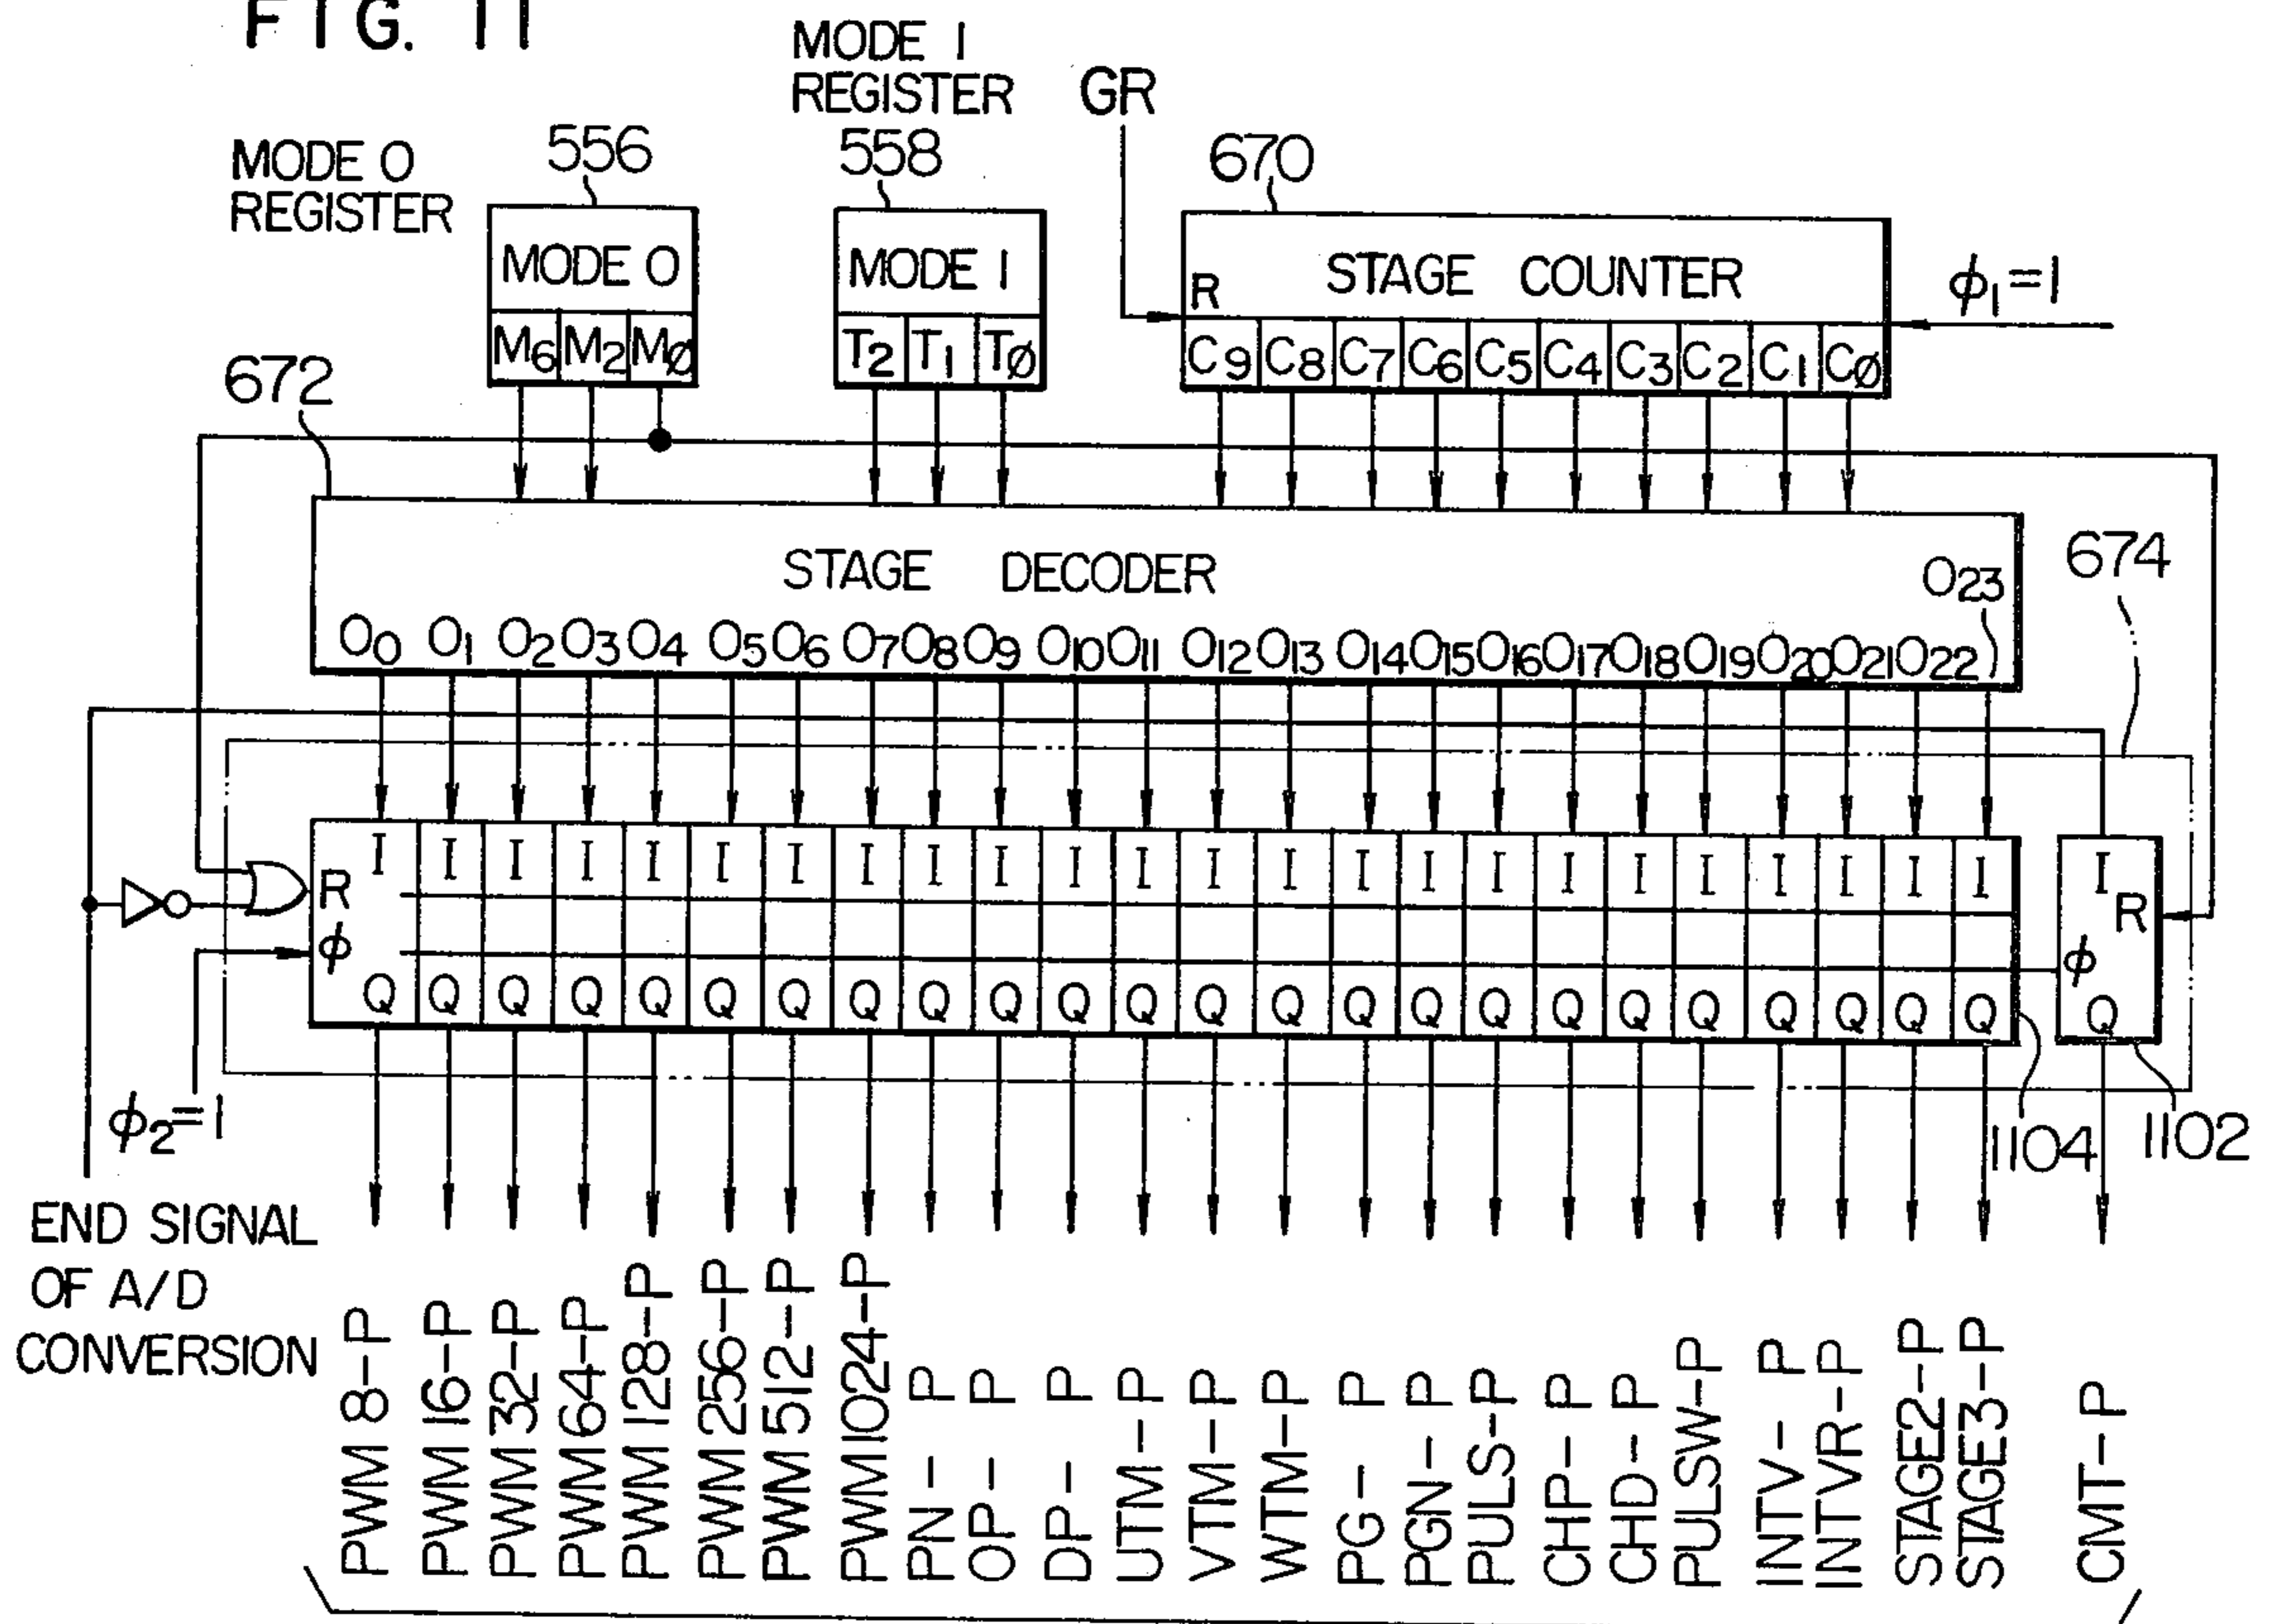 FIG. 11
MODE 0
REGISTER
556
MODE 1
REGISTER
558
GR
670
MODE 0
M6 M2 MØ
MODE 1
T2 T1 TØ
R STAGE COUNTER
C9 C8 C7 C6 C5 C4 C3 C2 C1 CØ
ϕ1=1
672
STAGE DECODER
O0 O1 O2 O3 O4 O5 O6 O7 O8 O9 O10 O11 O12 O13 O14 O15 O16 O17 O18 O19 O20 O21 O22 O23
674
I I I I I I I I I I I I I I I I I I I I I I I I I
R R
ϕ ϕ
Q Q Q Q Q Q Q Q Q Q Q Q Q Q Q Q Q Q Q Q Q Q Q Q Q
ϕ2=1
1104
1102
END SIGNAL
OF A/D
CONVERSION
PWM 8-P
PWM 16-P
PWM 32-P
PWM 64-P
PWM 128-P
PWM 256-P
PWM 512-P
PWM 1024-P
PN-P
OP-P
DP-P
UTM-P
VTM-P
WTM-P
PG-P
PGN-P
PULS-P
CHP-P
CHD-P
PULSW-P
INTV-P
INTVR-P
STAGE2-P
STAGE3-P
CMT-P